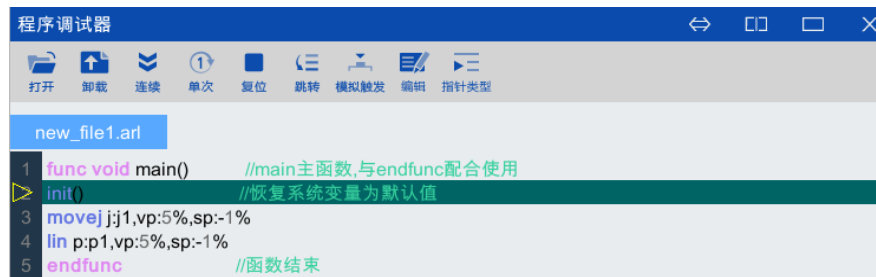 程序调试器
打开 卸载 连续 单次 复位 跳转 模拟触发 编辑 指针类型
new_file1.arl
1 func void main() //main主函数,与endfunc配合使用
2 init() //恢复系统变量为默认值
3 movej j:j1,vp:5%,sp:-1%
4 lin p:p1,vp:5%,sp:-1%
5 endfunc //函数结束